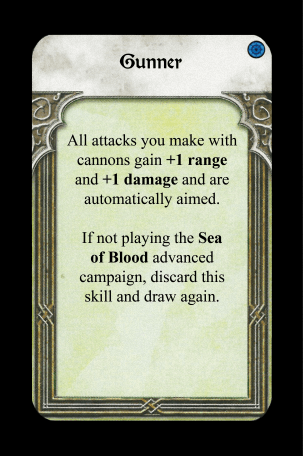 Gunner
All attacks you make with
cannons gain +1 range
and +1 damage and are
automatically aimed.
If not playing the Sea
of Blood advanced
campaign, discard this
skill and draw again.